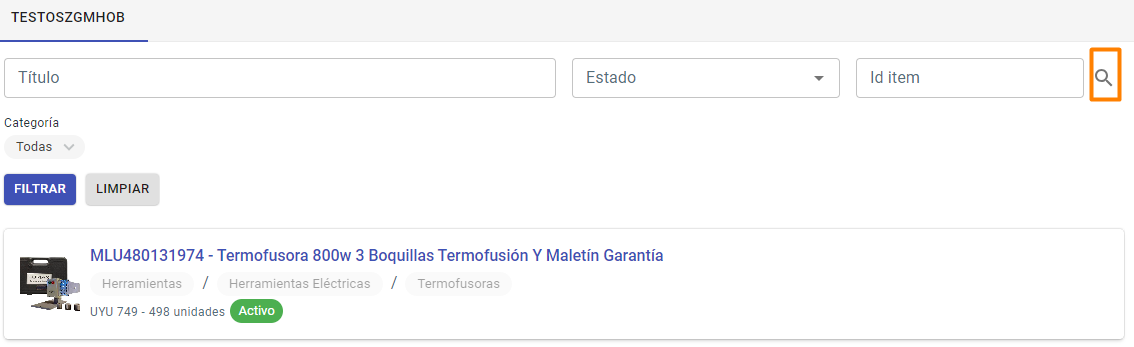 TESTOSZGMHOB
Título Estado Id item
Categoría
Todas
FILTRAR LIMPIAR
MLU480131974 - Termofusora 800w 3 Boquillas Termofusión Y Maletín Garantía
Herramientas / Herramientas Eléctricas / Termofusoras
UYU 749 - 498 unidades Activo